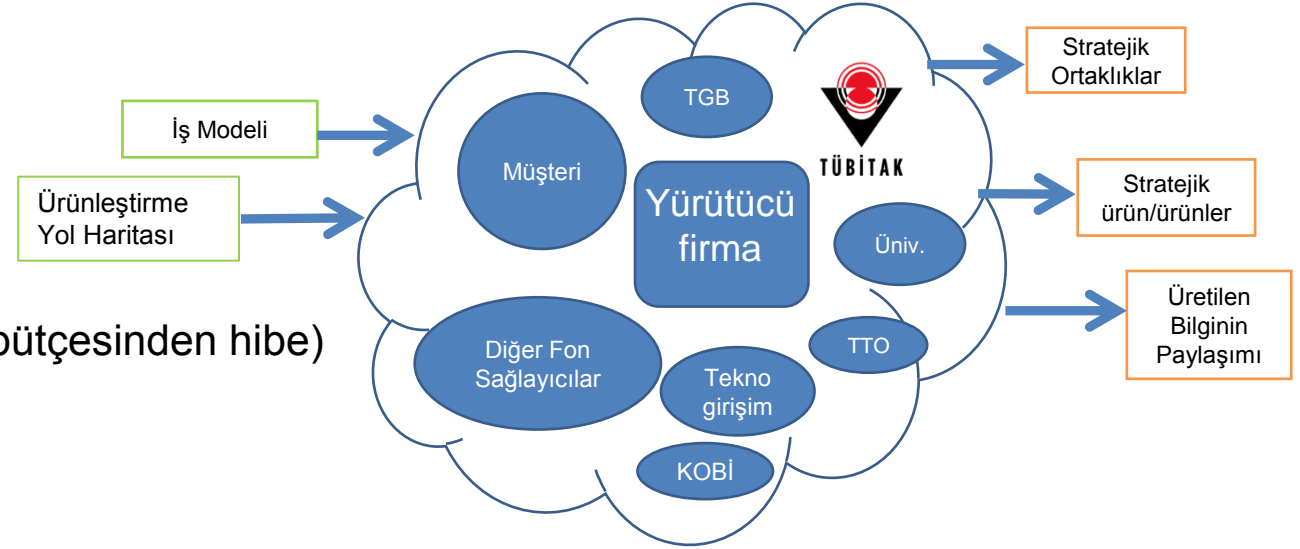 İş Modeli
Ürünleştirme
Yol Haritası
bütçesinden hibe)
TGB
Müşteri
TÜBİTAK
Yürütücü
firma
Üniv.
TTO
Diğer Fon
Sağlayıcılar
Tekno
girişim
KOBİ
Stratejik
Ortaklıklar
Stratejik
ürün/ürünler
Üretilen
Bilginin
Paylaşımı